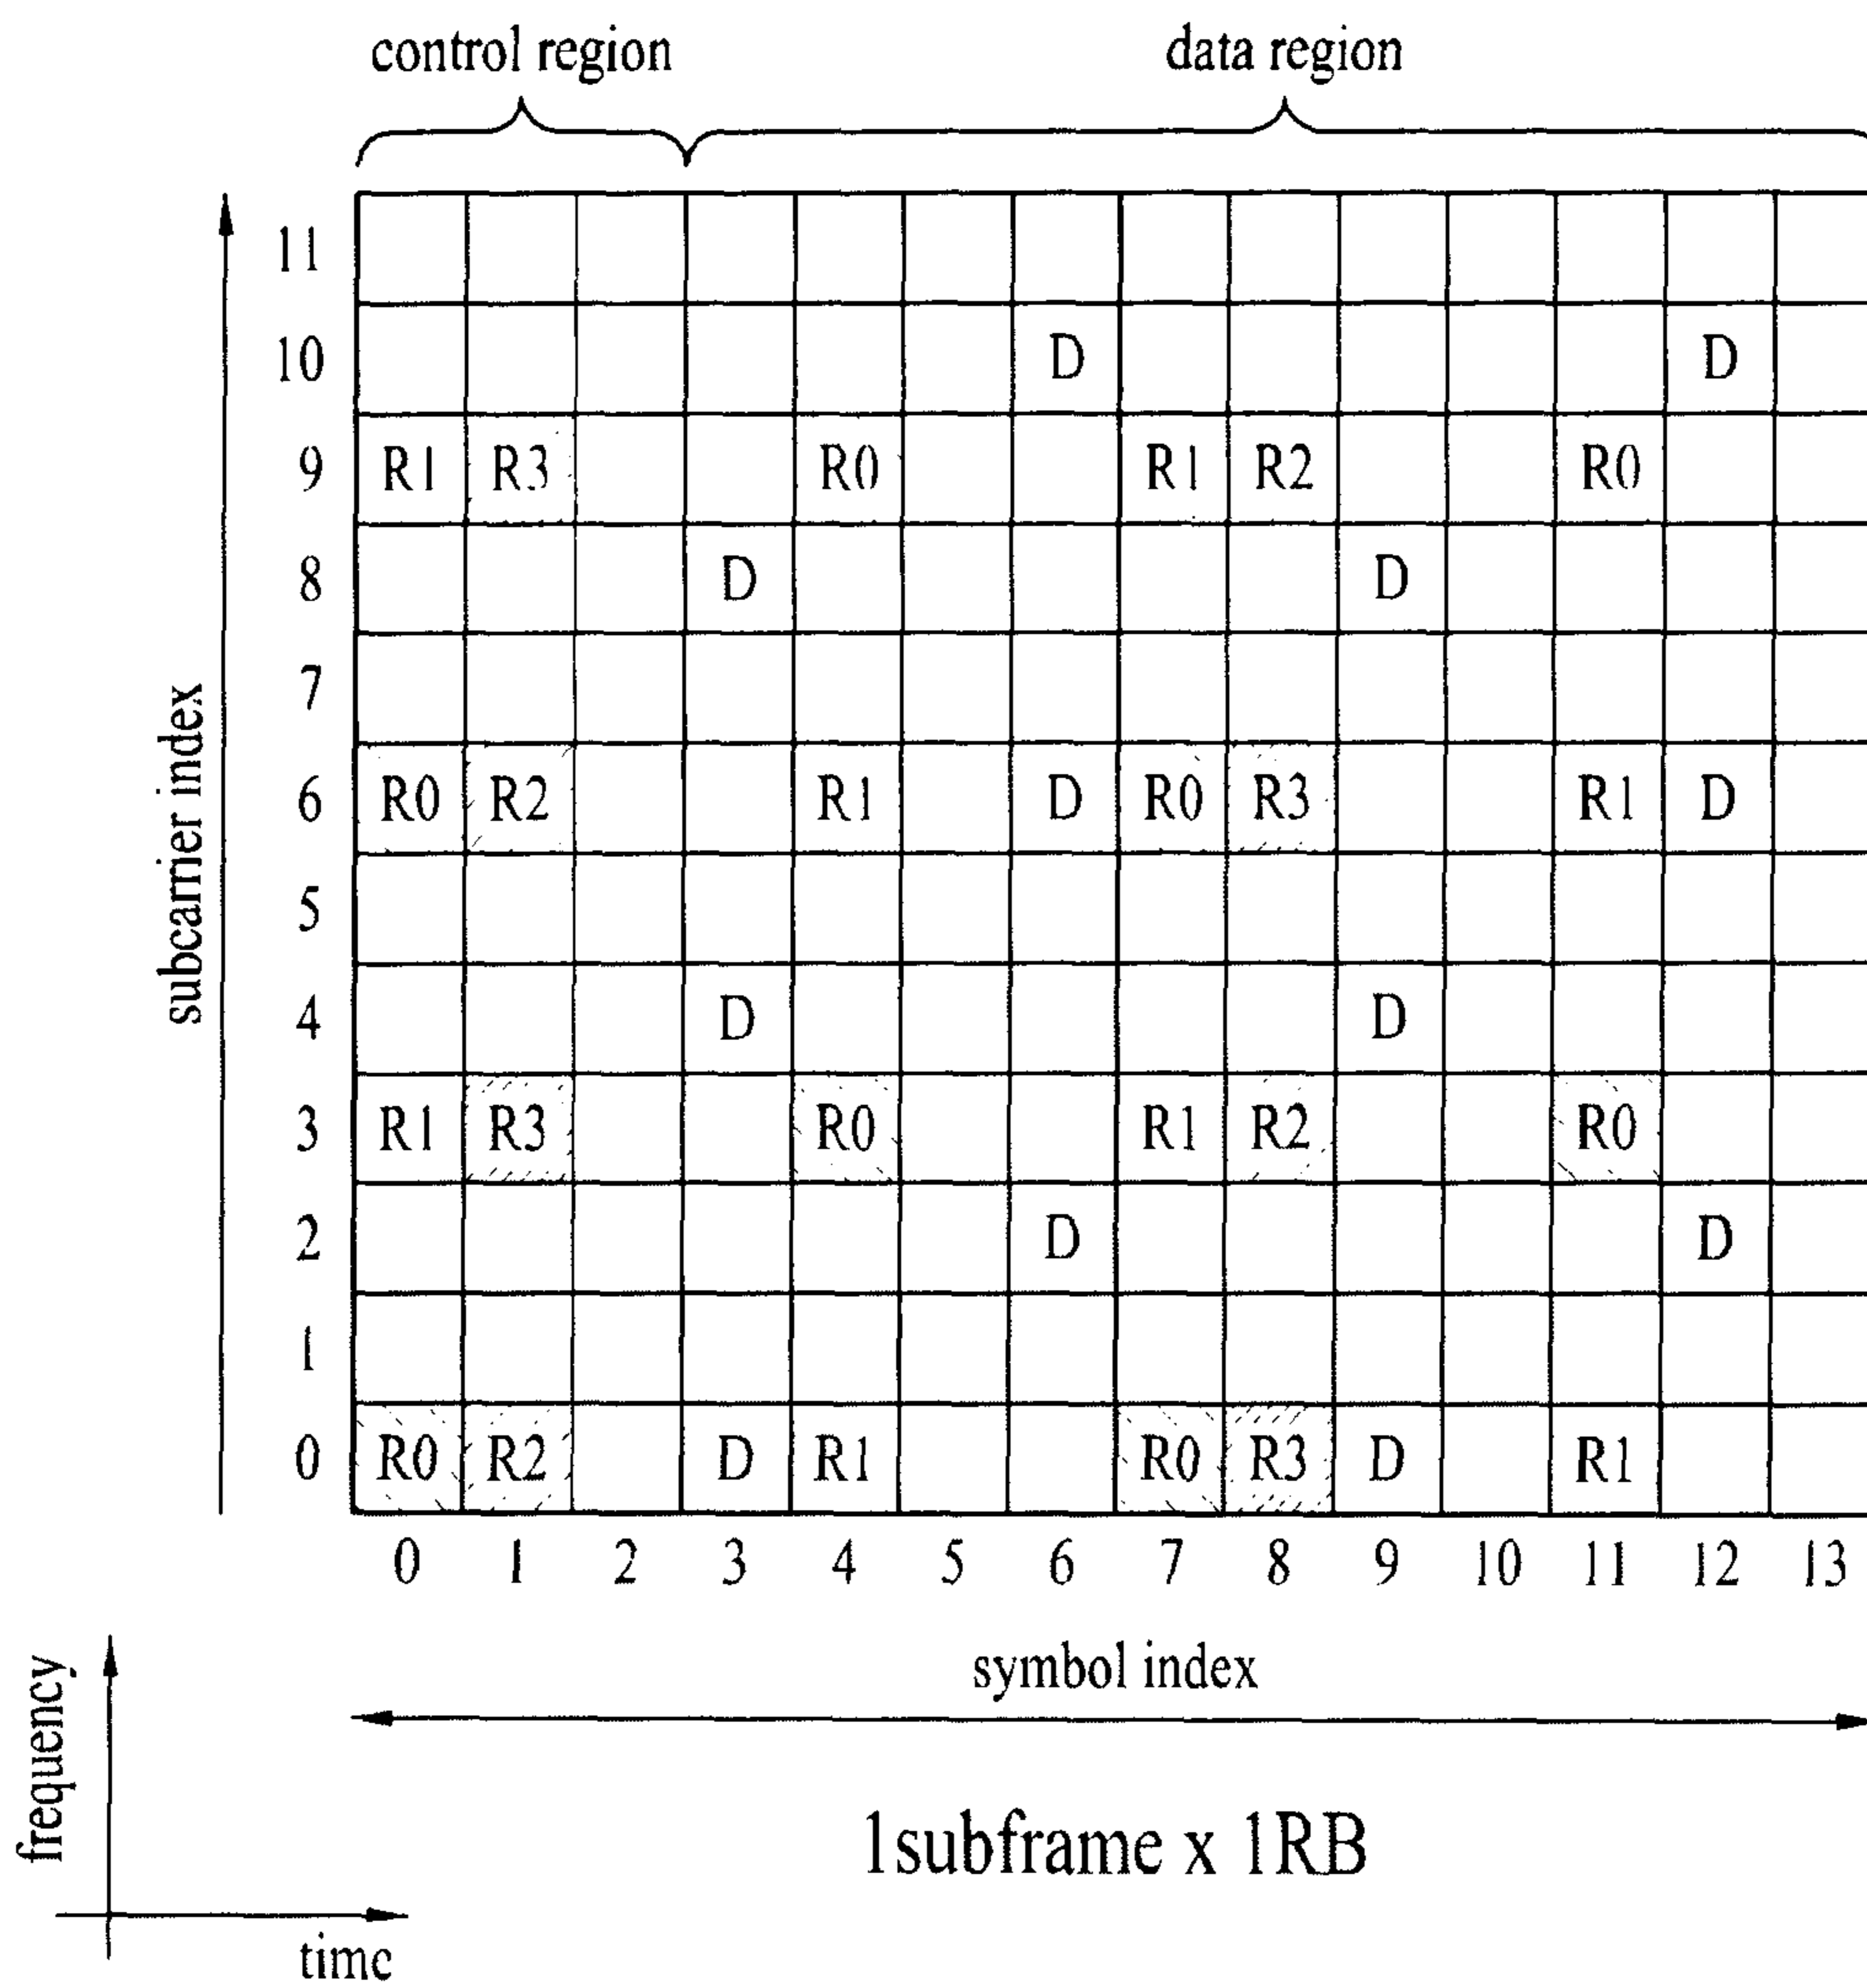 control region data region
11
10 D D
9 R1 R3 R0 R1 R2 R0
8 D D
7
6 R0 R2 R1 D R0 R3 R1 D
5
4 D D
3 R1 R3 R0 R1 R2 R0
2 D D
1
0 R0 R2 D R1 R0 R3 D R1
0 1 2 3 4 5 6 7 8 9 10 11 12 13
subcarrier index
symbol index
frequency
time
1subframe x 1RB